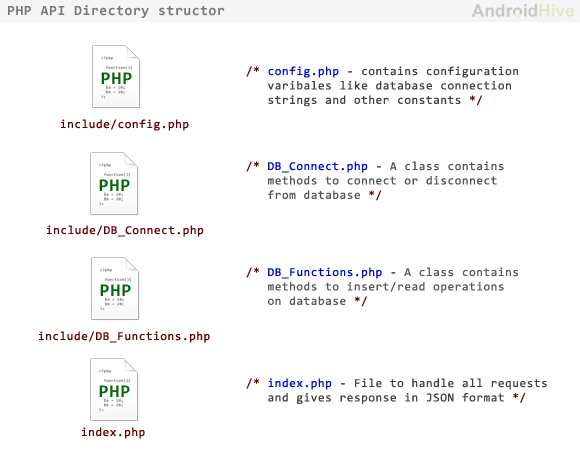 PHP API Directory structor
AndroidHive
<?php
function(){
PHP
$a = 10;
$b = 20;
?>
include/config.php
/* config.php - contains configuration
varibales like database connection
strings and other constants */
<?php
function(){
PHP
$a = 10;
$b = 20;
?>
include/DB_Connect.php
/* DB_Connect.php - A class contains
methods to connect or disconnect
from database */
<?php
function(){
PHP
$a = 10;
$b = 20;
?>
include/DB_Functions.php
/* DB_Functions.php - A class contains
methods to insert/read operations
on database */
<?php
function(){
PHP
$a = 10;
$b = 20;
?>
index.php
/* index.php - File to handle all requests
and gives response in JSON format */